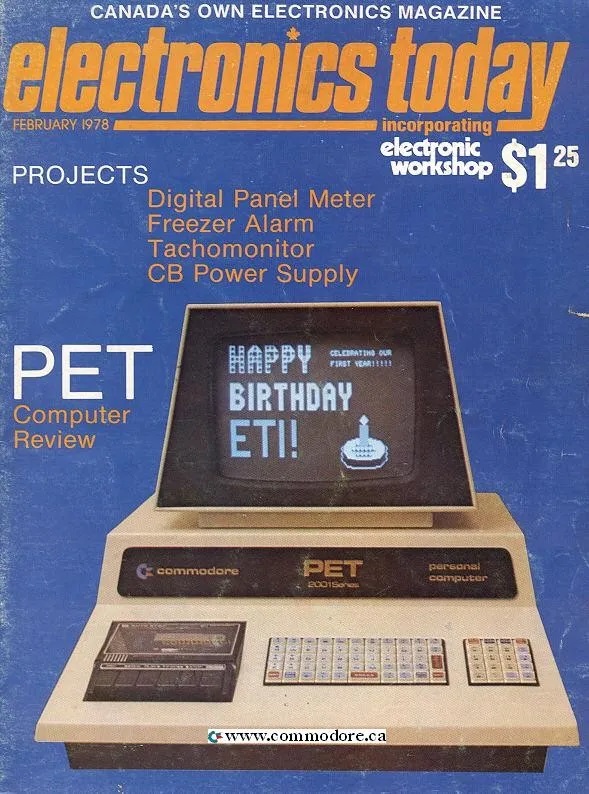 CANADA'S OWN ELECTRONICS MAGAZINE
electronics today
FEBRUARY 1978
incorporating
electronic
workshop
$1 25
PROJECTS
Digital Panel Meter
Freezer Alarm
Tachomonitor
CB Power Supply
PET
Computer
Review
HAPPY
CELEBRATING OUR
FIRST YEAR!!!!!
BIRTHDAY
ETI!
commodore
PET
2001 Series
personal
computer
www.commodore.ca